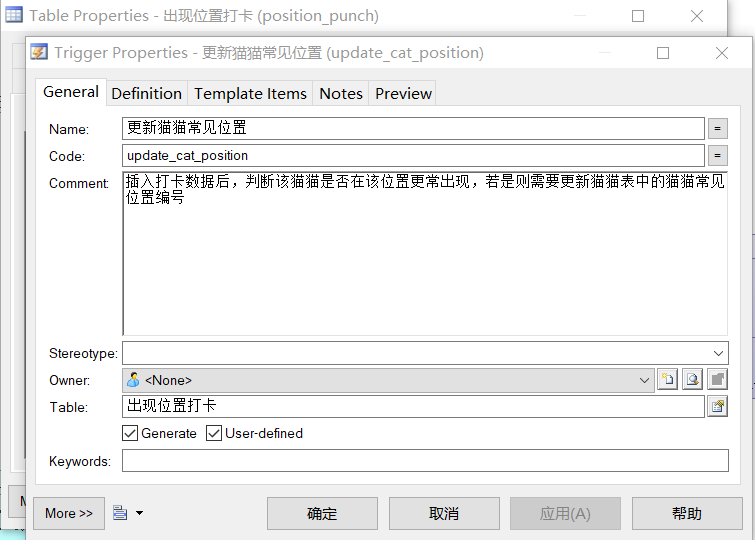 Table Properties - 出现位置打卡 (position_punch)
Trigger Properties - 更新猫猫常见位置 (update_cat_position)
General
Definition
Template Items
Notes
Preview
Name:
更新猫猫常见位置
=
Code:
update_cat_position
=
Comment:
插入打卡数据后，判断该猫猫是否在该位置更常出现，若是则需要更新猫猫表中的猫猫常见
位置编号
Stereotype:
Owner:
<None>
Table:
出现位置打卡
Generate
User-defined
Keywords:
More >>
确定
取消
应用(A)
帮助